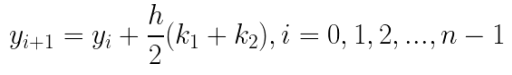 $y_{i+1} = y_i + \frac{h}{2}(k_1 + k_2), i = 0, 1, 2, ..., n - 1$